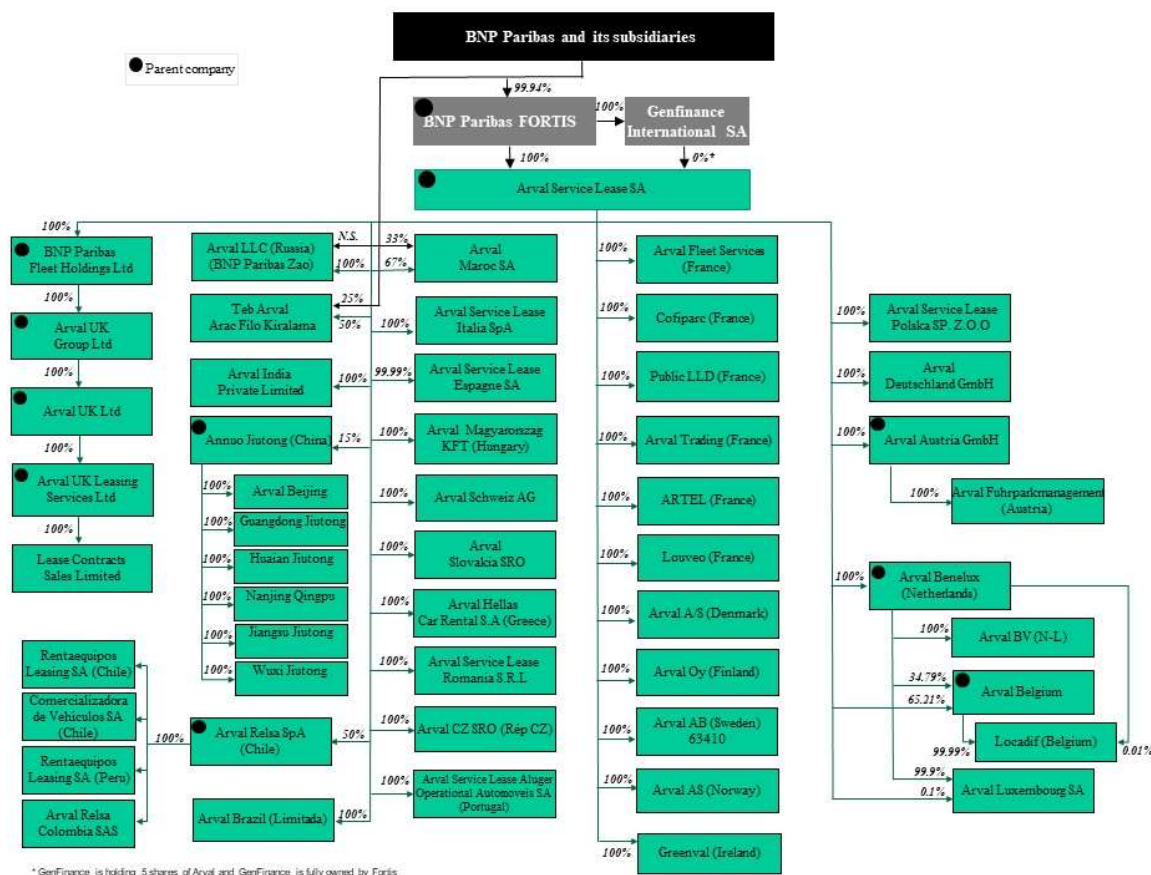 BNP Paribas and its subsidiaries
Parent company
99.94%
BNP Paribas FORTIS
100%
Genfinance
International SA
100%
0%*
Arval Service Lease SA
100%
BNP Paribas
Fleet Holdings Ltd
100%
Arval UK
Group Ltd
100%
Arval UK Ltd
100%
Arval UK Leasing
Services Ltd
100%
Lease Contracts
Sales Limited
Arval LLC (Russia)
(BNP Paribas Zao)
N.S.
100%
33%
67%
Arval
Maroc SA
Teb Arval
Arac Filo Kiralama
25%
50%
100%
Arval Service Lease
Italia SpA
Arval India
Private Limited
100%
99.99%
Arval Service Lease
Espagne SA
Annuo Jiutong (China)
15%
100%
Arval Magyarorszag
KFT (Hungary)
100%
Arval Beijing
100%
Guangdong Jiutong
100%
Huaian Jiutong
100%
Nanjing Qingpu
100%
Jiangsu Jiutong
100%
Wuxi Jiutong
100%
Arval Schweiz AG
100%
Arval
Slovakia SRO
100%
Arval Hellas
Car Rental S.A (Greece)
100%
Arval Service Lease
Romania S.R.L
100%
Arval CZ SRO (Rép CZ)
100%
Arval Service Lease Aluger
Operational Automoveis SA
(Portugal)
Rentaequipos
Leasing SA (Chile)
Comercializadora
de Vehículos SA
(Chile)
Rentaequipos
Leasing SA (Peru)
Arval Relsa
Colombia SAS
100%
Arval Relsa SpA
(Chile)
50%
Arval Brazil (Limitada)
100%
100%
Arval Fleet Services
(France)
100%
Cofiparc (France)
100%
Public LLD (France)
100%
Arval Trading (France)
100%
ARTEL (France)
100%
Louveo (France)
100%
Arval A/S (Denmark)
100%
Arval Oy (Finland)
100%
Arval AB (Sweden)
63410
100%
Arval AS (Norway)
100%
Greenval (Ireland)
100%
Arval Service Lease
Polska SP. Z.O.O
100%
Arval
Deutschland GmbH
100%
Arval Austria GmbH
100%
Arval Fuhrparkmanagement
(Austria)
100%
Arval Benelux
(Netherlands)
100%
Arval BV (N-L)
34.79%
65.21%
Arval Belgium
99.99%
Locadif (Belgium)
0.01%
99.9%
0.1%
Arval Luxembourg SA
* GenFinance is holding 5 shares of Arval and GenFinance is fully owned by Fortis